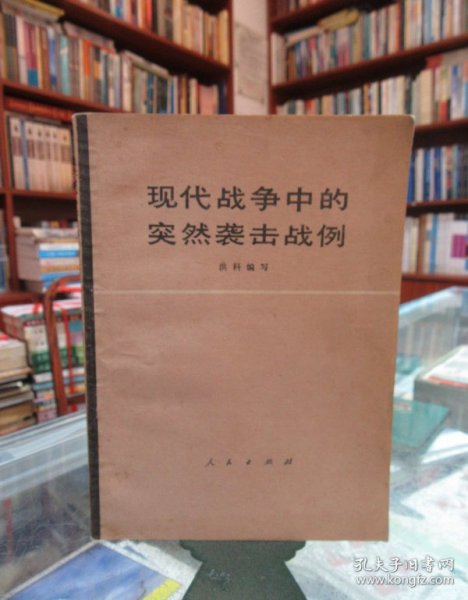 现代战争中的
突然袭击战例
洪科编写
人民出版社
孔夫子旧书网
www.kongfz.com